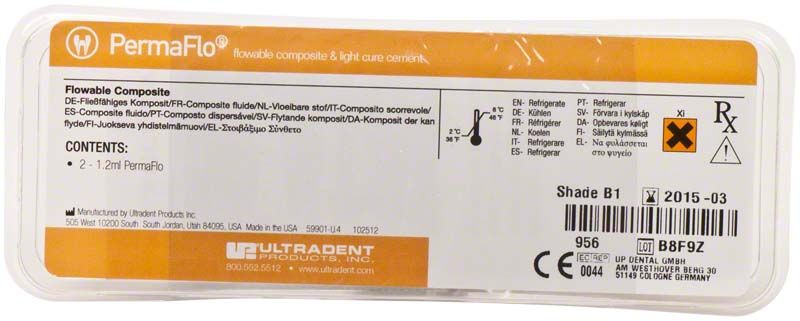 PermaFlo® flowable composite & light cure cement
Flowable Composite
DE-Fließfähiges Komposit/FR-Composite fluide/NL-Vloeibare stof/IT-Composito scorrevole/
ES-Composite fluido/PT-Composto dispersável/SV-Flytande komposit/DA-Komposit der kan
flyde/FI-Juokseva yhdistelmämuovi/EL-Στοιβάξιμο Σύνθετο
CONTENTS:
• 2 - 1.2ml PermaFlo
2°C
36°F
8°C
46°F
EN- Refrigerate
DE- Kühlen
FR- Réfrigérer
NL- Koelen
IT- Refrigerare
ES- Refrigerar
PT- Refrigerar
SV- Förvara i kylskåp
DA- Opbevares køligt
FI- Säilytä kylmässä
EL- Να φυλάσσεται
στο ψυγείο
Xi
Rx
Shade B1 2015-03
956 LOT B8F9Z
Manufactured by Ultradent Products Inc.
505 West 10200 South South Jordan, Utah 84095, USA Made in USA 59901-U.4 102512
UP ULTRADENT
PRODUCTS, INC.
800.552.5512 • www.ultradent.com
CE 0044
EC REP
UP DENTAL GMBH
AM WESTHOVER BERG 30
51149 COLOGNE GERMANY